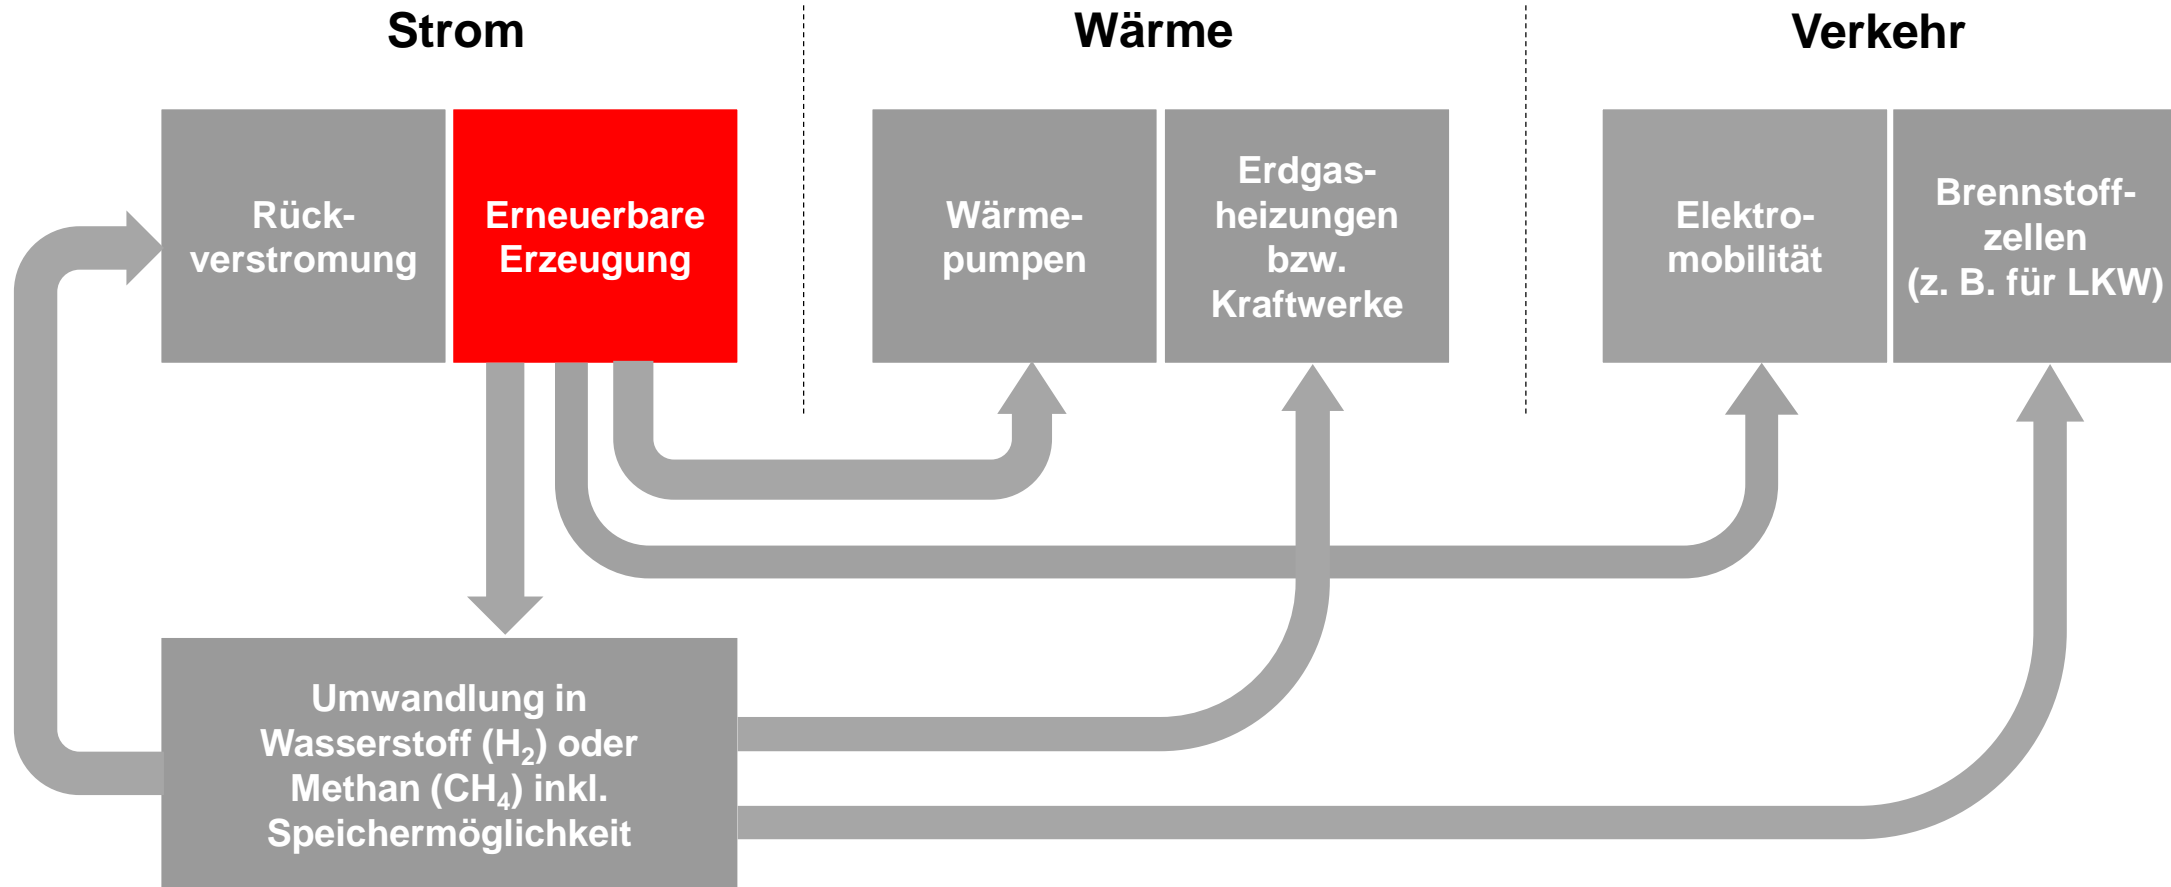 Strom
Wärme
Verkehr
Rück-
verstromung
Erneuerbare
Erzeugung
Wärme-
pumpen
Erdgas-
heizungen
bzw.
Kraftwerke
Elektro-
mobilität
Brennstoff-
zellen
(z. B. für LKW)
Umwandlung in
Wasserstoff (H₂) oder
Methan (CH₄) inkl.
Speichermöglichkeit